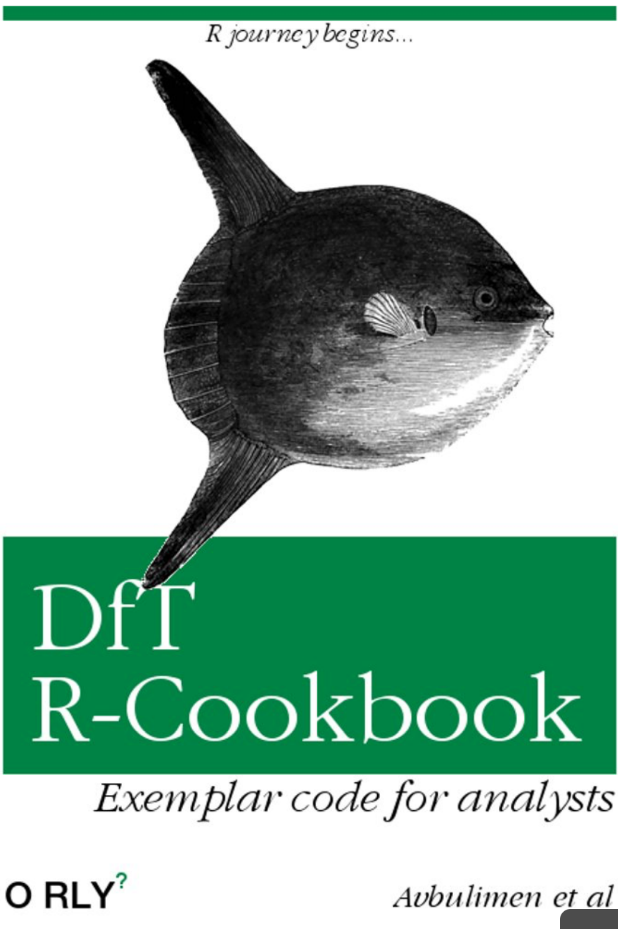 R journey begins...
DfT
R-Cookbook
Exemplar code for analysts
O RLY?
Avbulimen et al